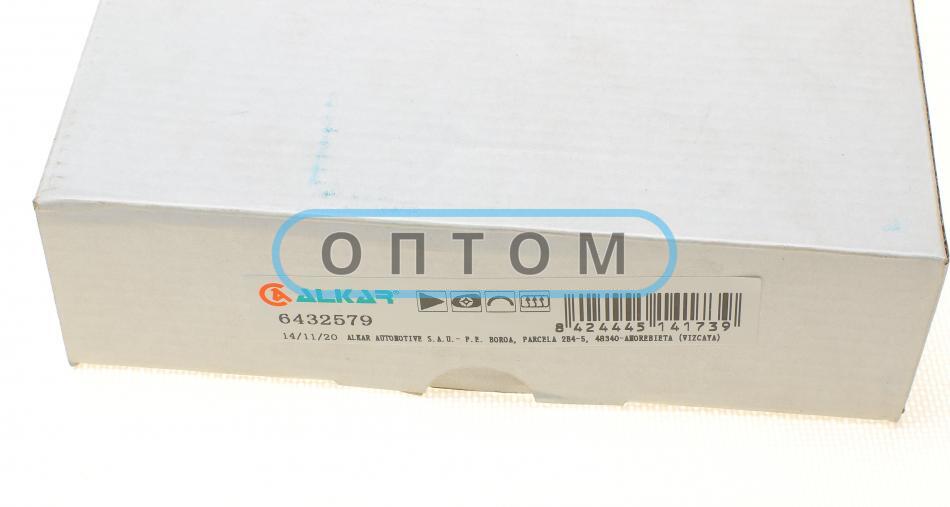 ОПТОМ
ALKAR®
6432579
8 424445 141739
14/11/20 ALKAR AUTOMOTIVE S.A.U.- P.E. BOROA, PARCELA 2B4-5, 48340-AMOREBIETA (VIZCAYA)